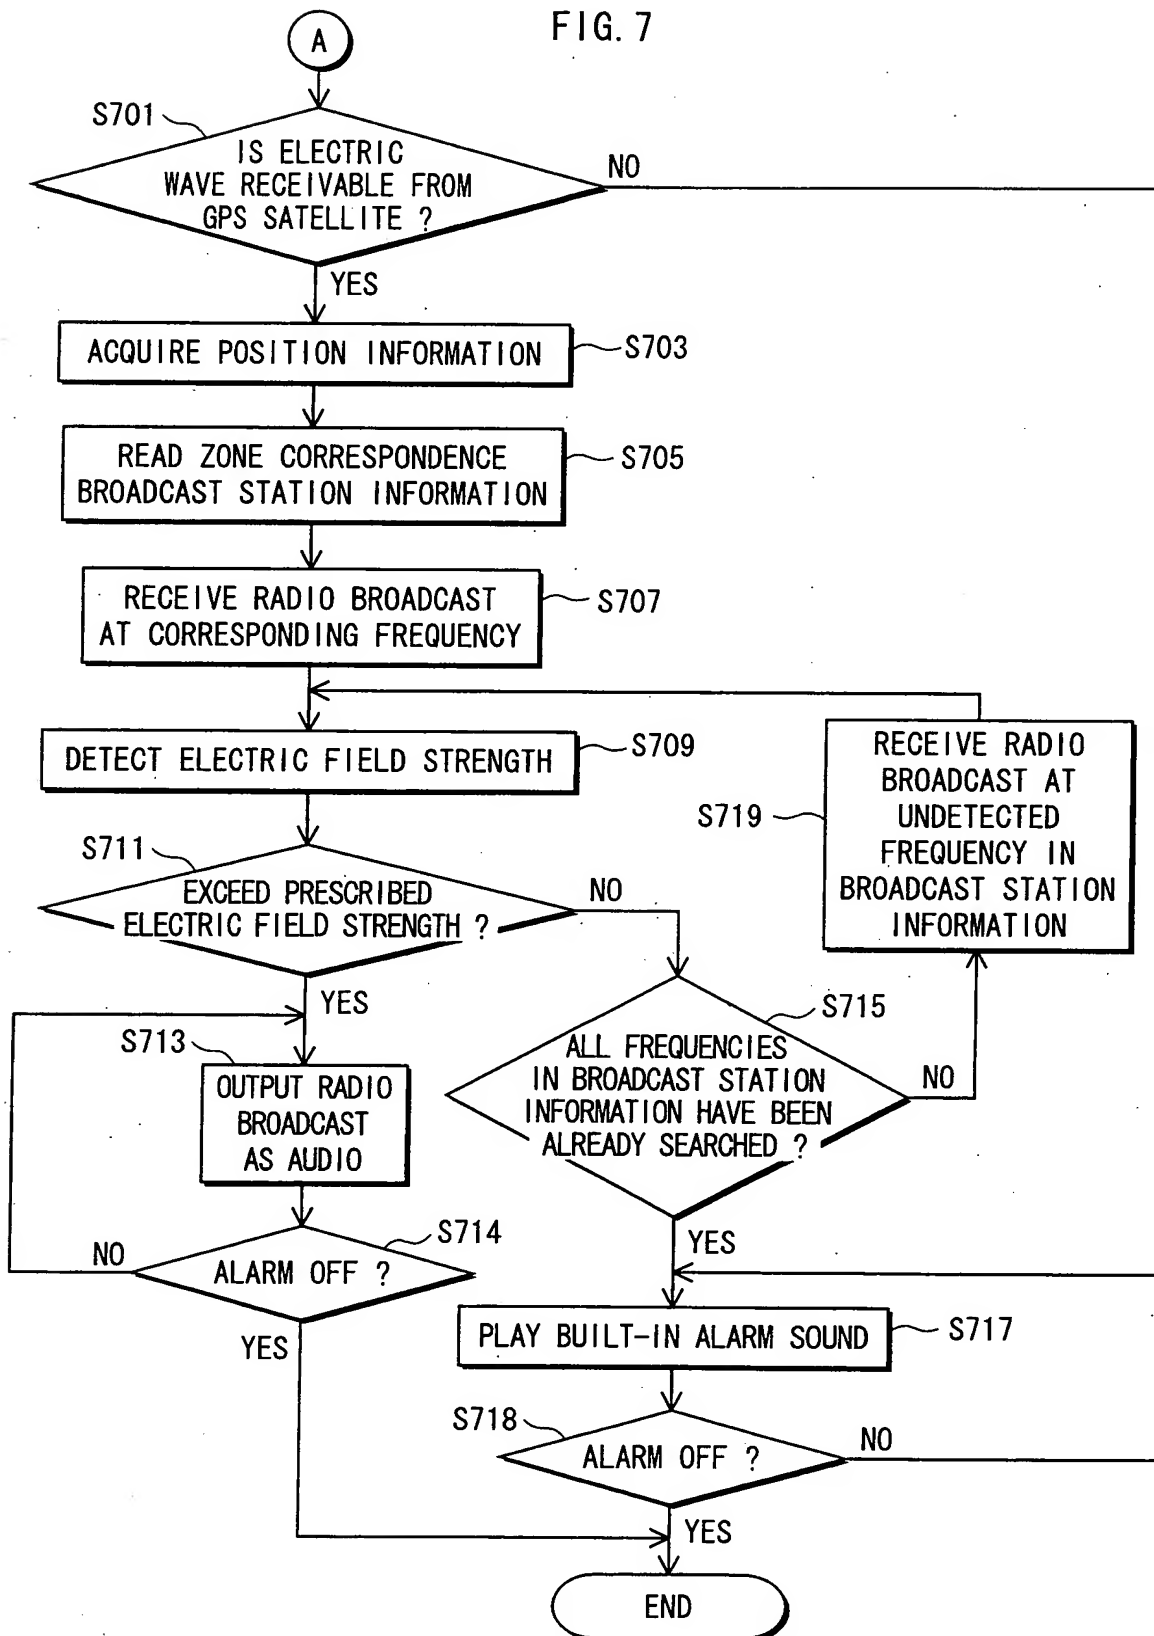 FIG. 7
A
S701
IS ELECTRIC
WAVE RECEIVABLE FROM
GPS SATELLITE ?
NO
YES
ACQUIRE POSITION INFORMATION
S703
READ ZONE CORRESPONDENCE
BROADCAST STATION INFORMATION
S705
RECEIVE RADIO BROADCAST
AT CORRESPONDING FREQUENCY
S707
DETECT ELECTRIC FIELD STRENGTH
S709
S711
EXCEED PRESCRIBED
ELECTRIC FIELD STRENGTH ?
NO
YES
S719
RECEIVE RADIO
BROADCAST AT
UNDETECTED
FREQUENCY IN
BROADCAST STATION
INFORMATION
S713
OUTPUT RADIO
BROADCAST
AS AUDIO
S715
ALL FREQUENCIES
IN BROADCAST STATION
INFORMATION HAVE BEEN
ALREADY SEARCHED ?
NO
YES
S714
ALARM OFF ?
NO
YES
PLAY BUILT-IN ALARM SOUND
S717
S718
ALARM OFF ?
NO
YES
END